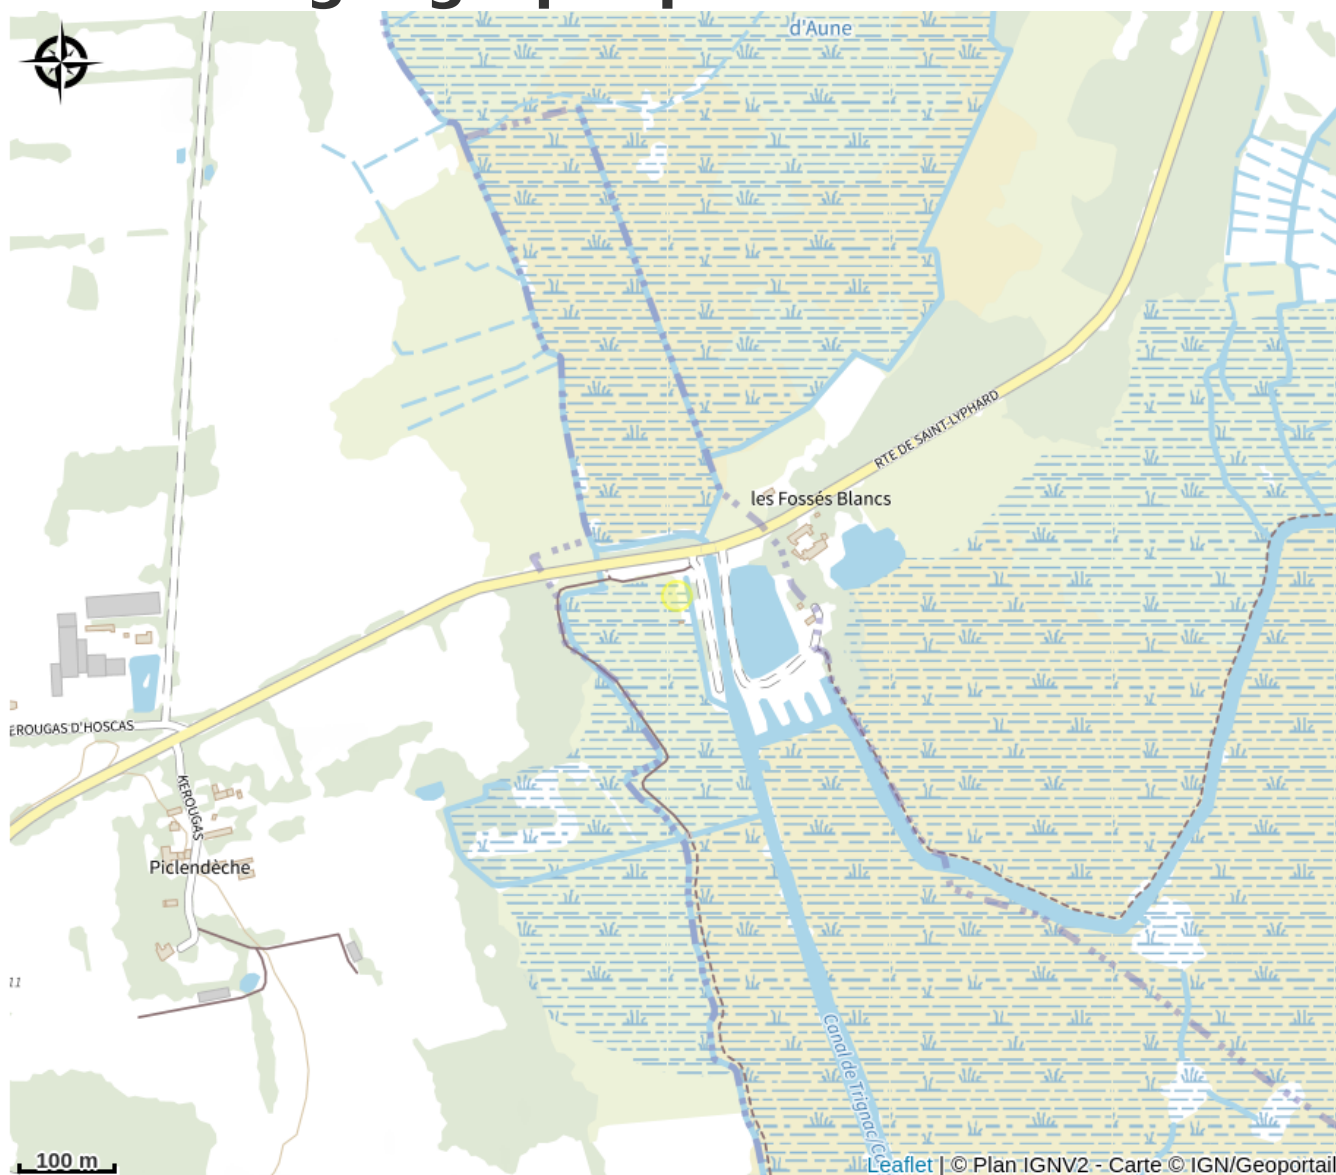 d'Aune
RTE DE SAINT-LYPHARD
les Fossés Blancs
EROUGAS D'HOSCAS
KEROUGAS
Piclendèche
11
Canal de Trignac
100 m
Leaflet | © Plan IGNV2 - Carte © IGN/Geoportail